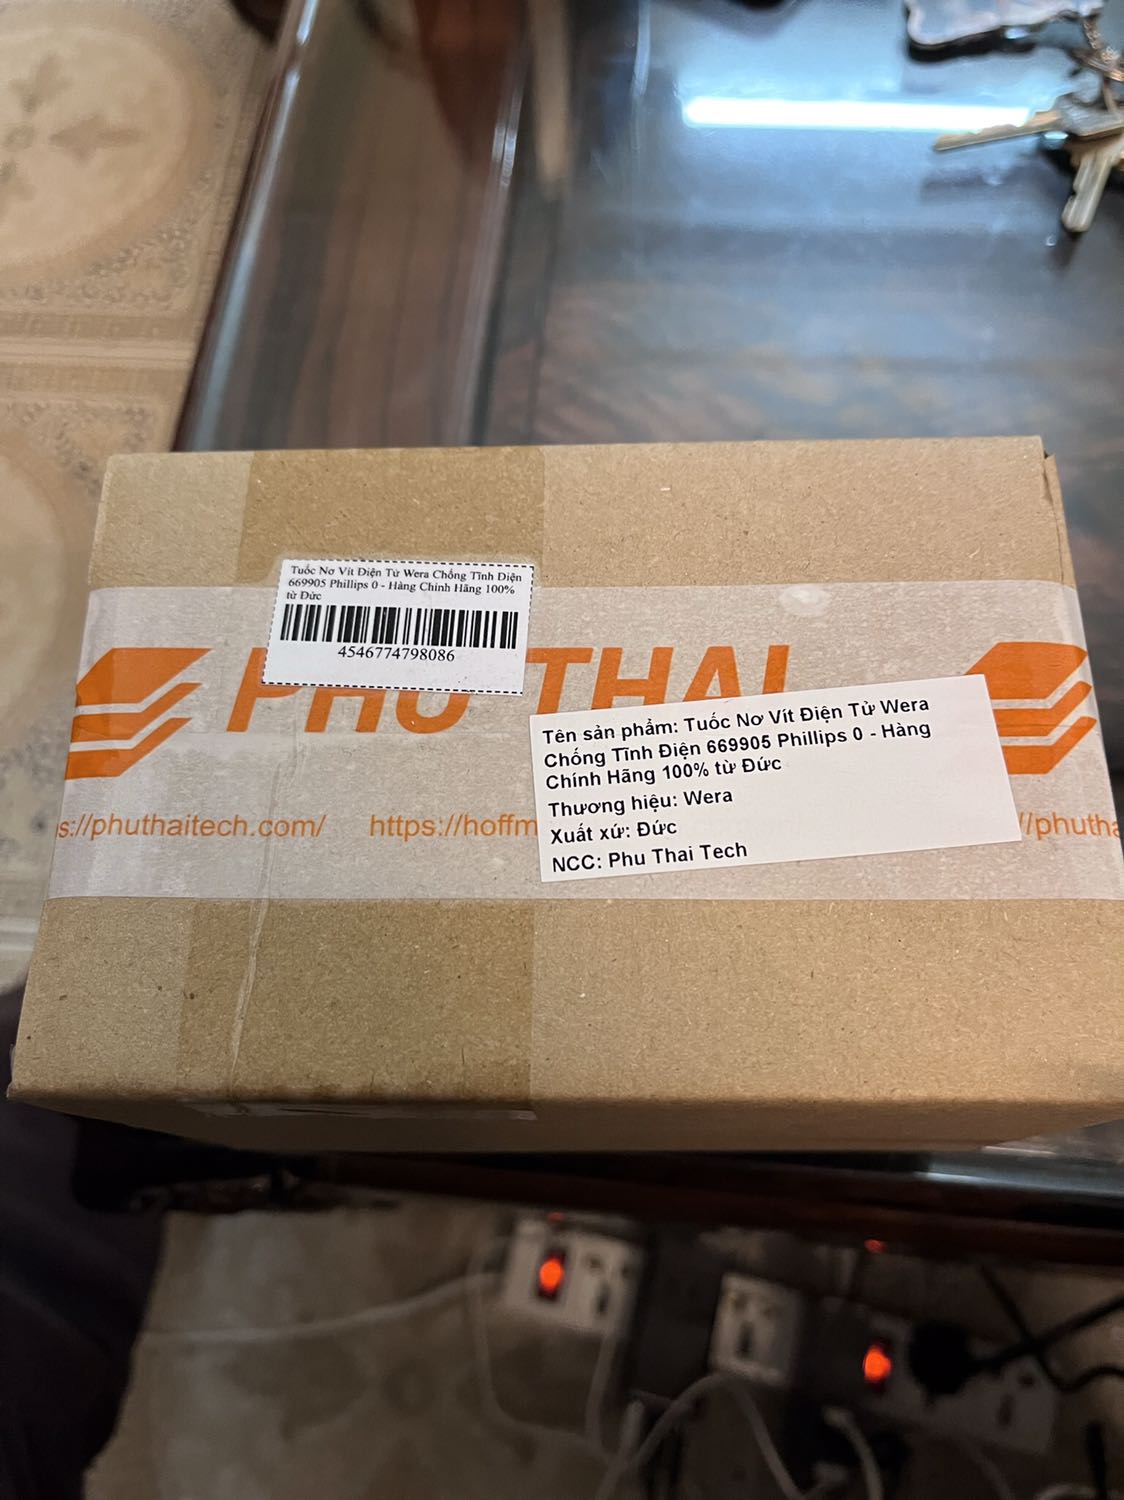 Tuốc Nơ Vít Điện Tử Wera Chống Tĩnh Điện
669905 Phillips 0 - Hàng Chính Hãng 100%
từ Đức
4546774798086
PHU THAI
Tên sản phẩm: Tuốc Nơ Vít Điện Tử Wera
Chống Tĩnh Điện 669905 Phillips 0 - Hàng
Chính Hãng 100% từ Đức
Thương hiệu: Wera
Xuất xứ: Đức
NCC: Phu Thai Tech
s://phuthaitech.com/ https://hoffm //phutha